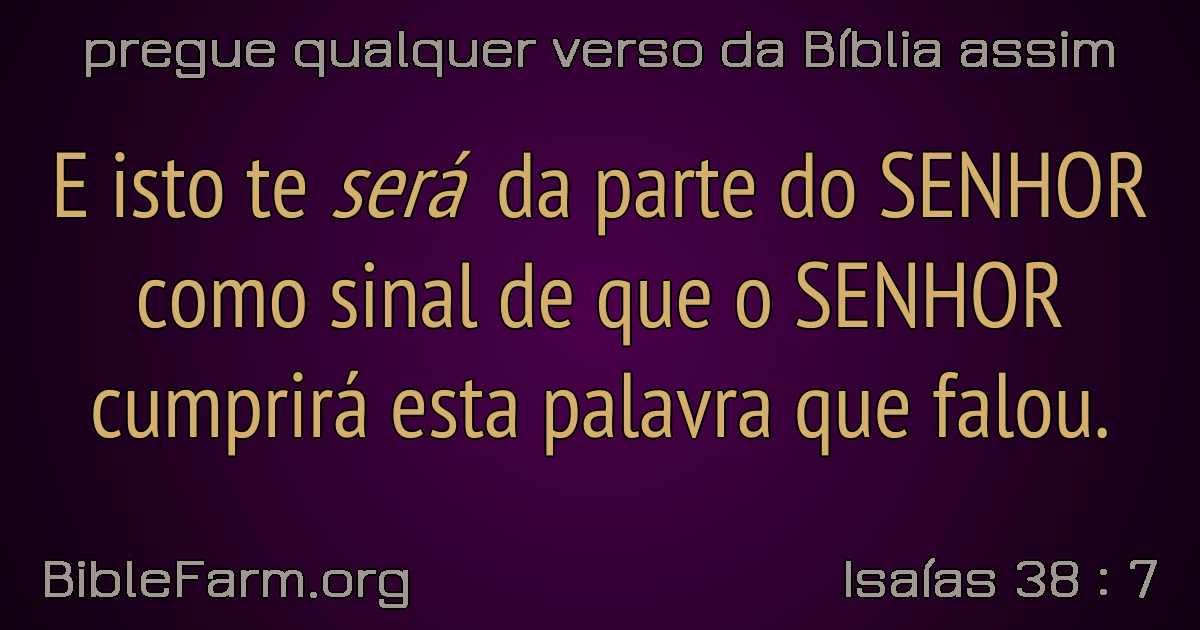 pregue qualquer verso da Bíblia assim
E isto te será da parte do SENHOR
como sinal de que o SENHOR
cumprirá esta palavra que falou.
BibleFarm.org
Isaías 38 : 7